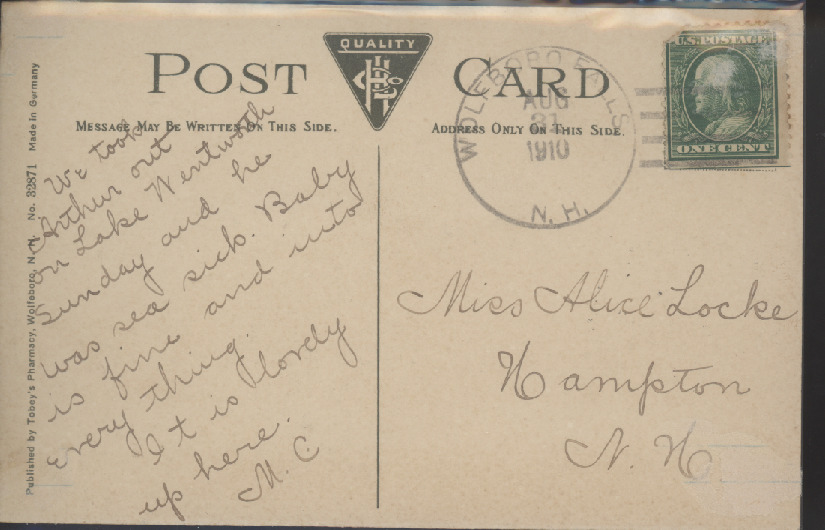 POST CARD
QUALITY
MESSAGE MAY BE WRITTEN ON THIS SIDE.
ADDRESS ONLY ON THIS SIDE.
WOLFEBORO FALLS
AUG
31
1910
N. H.
U.S. POSTAGE
ONE CENT
Published by Tobey's Pharmacy, Wolfeboro, N. H. No. 32871 Made in Germany
We took
Arthur out
on Lake Wentworth
Sunday and he
was sea sick. Baby
is fine and into
every thing.
It is lovely
up here.
M. C
Miss Alice Locke
Hampton
N. H